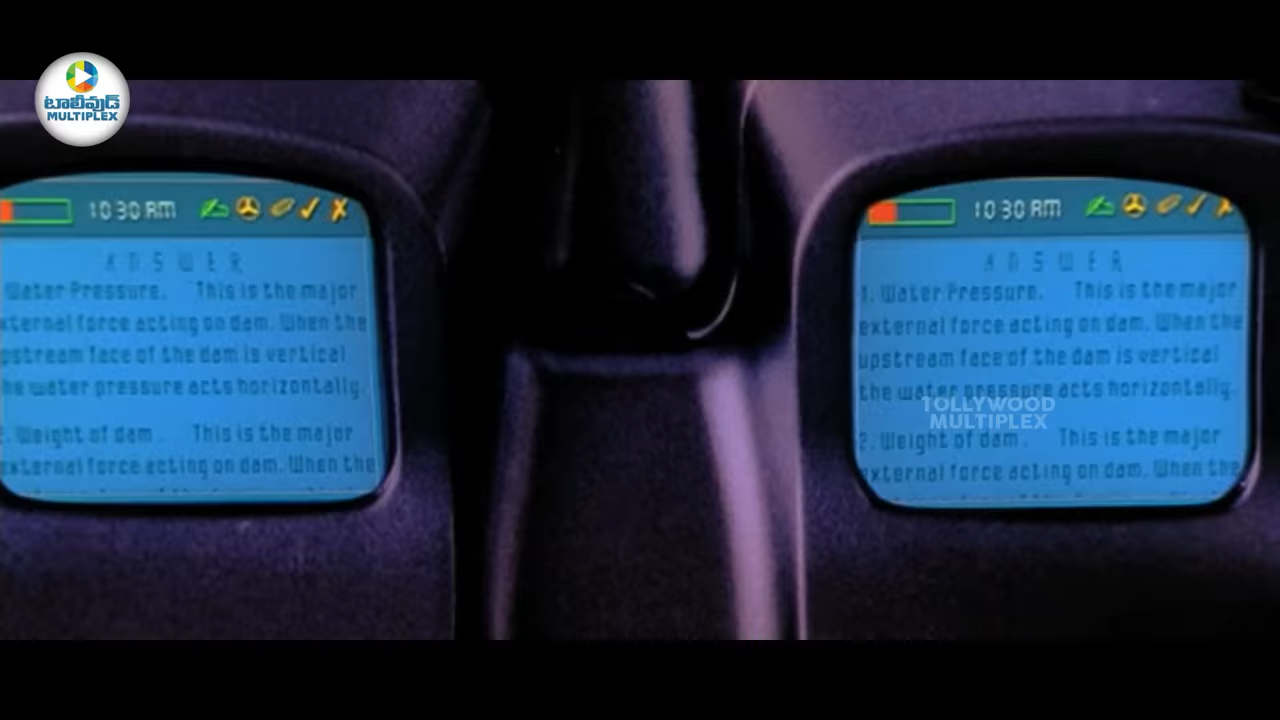 టాలీవుడ్
MULTIPLEX
10:30 AM
ANSWER
Water Pressure. This is the major
xternal force acting on dam. When the
pstream face of the dam is vertical
he water pressure acts horizontally.
2. Weight of dam. This is the major
external force acting on dam. When the
10:30 AM
ANSWER
1. Water Pressure. This is the major
external force acting on dam. When the
upstream face of the dam is vertical
the water pressure acts horizontally.
TOLLYWOOD
MULTIPLEX
2. Weight of dam. This is the major
external force acting on dam. When the